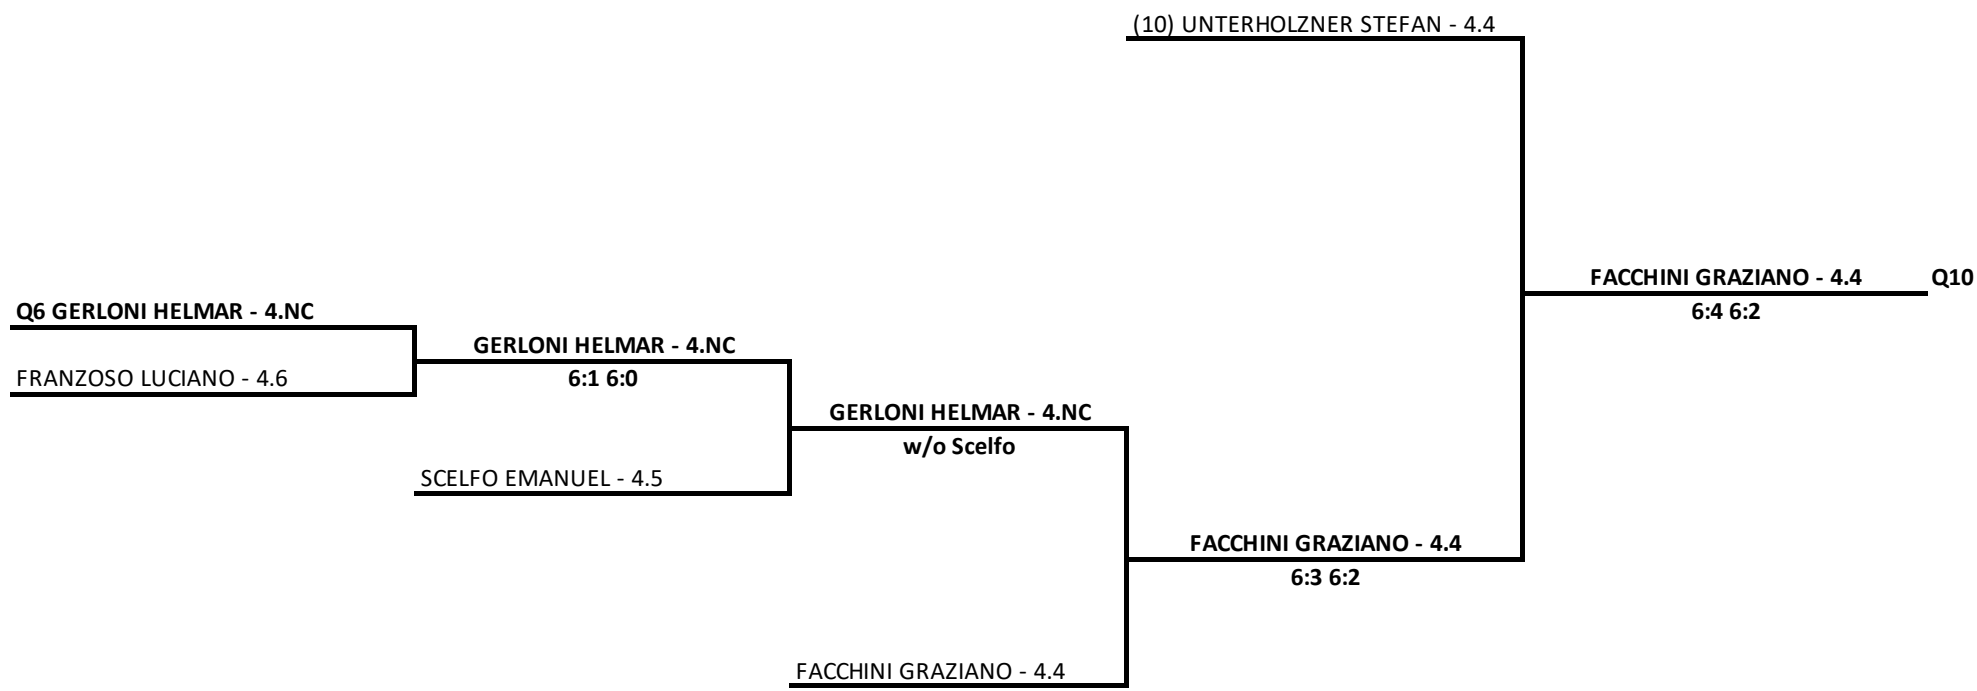 (10) UNTERHOLZNER STEFAN - 4.4
FACCHINI GRAZIANO - 4.4
Q10
6:4 6:2
Q6 GERLONI HELMAR - 4.NC
GERLONI HELMAR - 4.NC
FRANZOSO LUCIANO - 4.6
6:1 6:0
GERLONI HELMAR - 4.NC
w/o Scelfo
SCELFO EMANUEL - 4.5
FACCHINI GRAZIANO - 4.4
6:3 6:2
FACCHINI GRAZIANO - 4.4